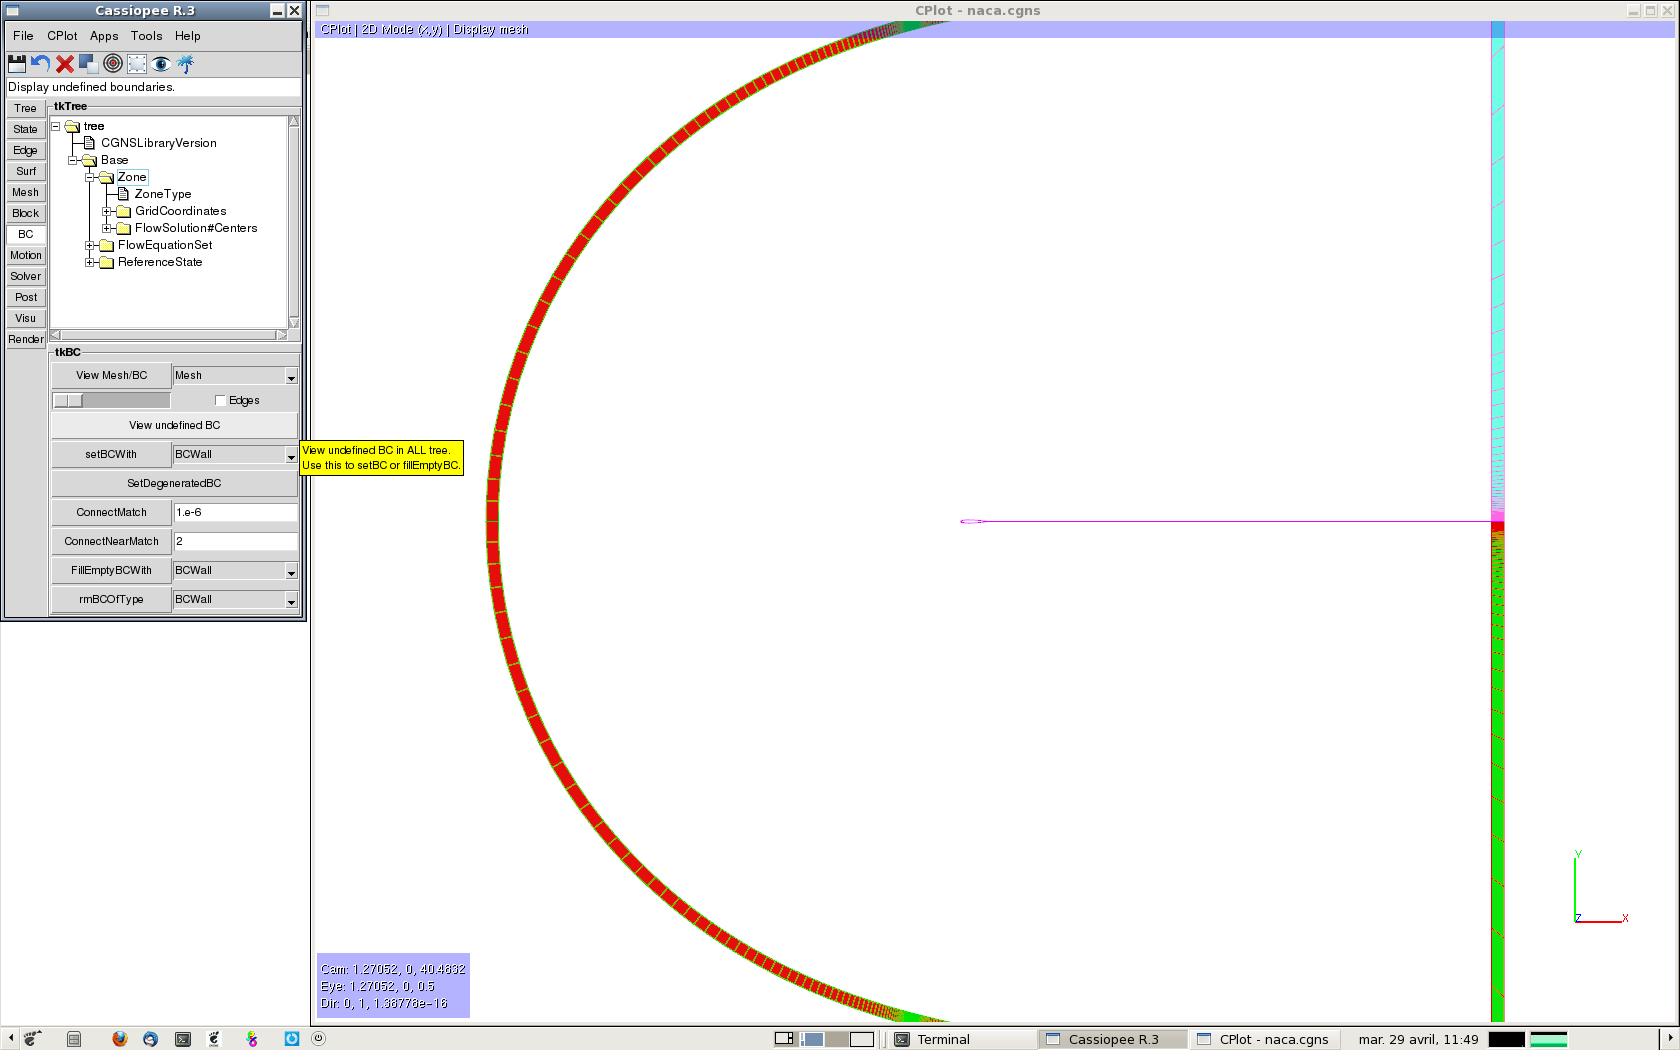 Cassiopee R.3
File CPlot Apps Tools Help
Display undefined boundaries.
Tree
State
Edge
Surf
Mesh
Block
BC
Motion
Solver
Post
Visu
Render
tkTree
tree
CGNSLibraryVersion
Base
Zone
ZoneType
GridCoordinates
FlowSolution#Centers
FlowEquationSet
ReferenceState
tkBC
View Mesh/BC Mesh
Edges
View undefined BC
setBCWith BCWall
SetDegeneratedBC
ConnectMatch 1.e-6
ConnectNearMatch 2
FillEmptyBCWith BCWall
rmBCOfType BCWall
View undefined BC in ALL tree.
Use this to setBC or fillEmptyBC.
CPlot - naca.cgns
CPlot | 2D Mode (x,y) | Display mesh
Y
Z X
Cam: 1.27052, 0, 40.4832
Eye: 1.27052, 0, 0.5
Dir: 0, 1, 1.38778e-16
Terminal
Cassiopee R.3
CPlot - naca.cgns
mar. 29 avril, 11:49